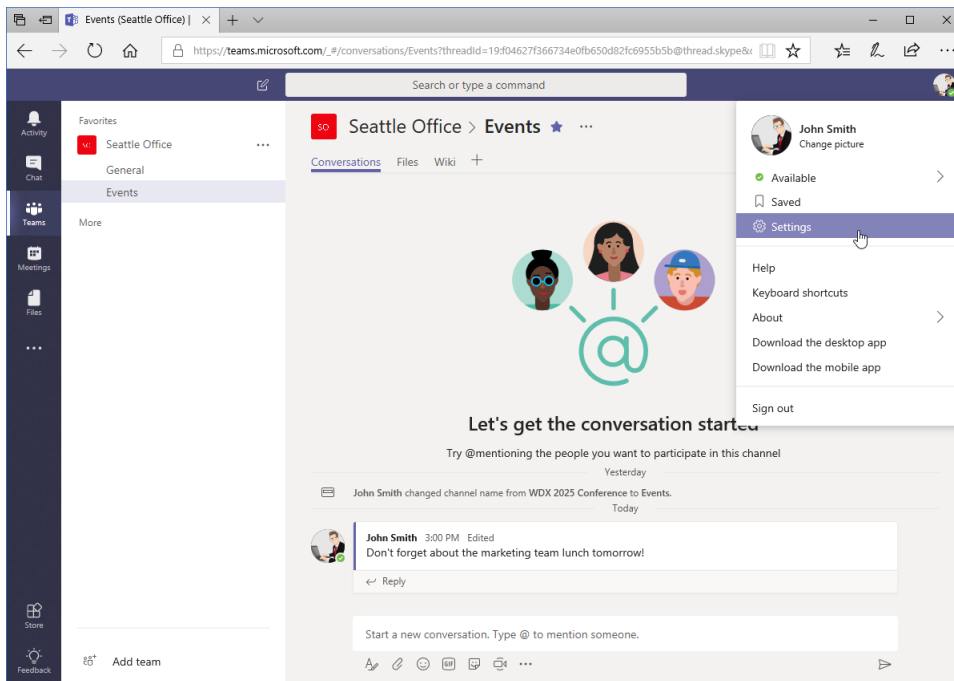 Events (Seattle Office) |
https://teams.microsoft.com/_#/conversations/Events?threadId=19:f04627f366734e0fb650d82fc6955b5b@thread.skype&
Search or type a command
Activity
Chat
Teams
Meetings
Files
Store
Feedback
Favorites
SO Seattle Office
General
Events
More
Add team
SO Seattle Office > Events
Conversations Files Wiki
Let's get the conversation started
Try @mentioning the people you want to participate in this channel
Yesterday
John Smith changed channel name from WDX 2025 Conference to Events.
Today
John Smith 3:00 PM Edited
Don't forget about the marketing team lunch tomorrow!
Reply
Start a new conversation. Type @ to mention someone.
GIF
John Smith
Change picture
Available
Saved
Settings
Help
Keyboard shortcuts
About
Download the desktop app
Download the mobile app
Sign out